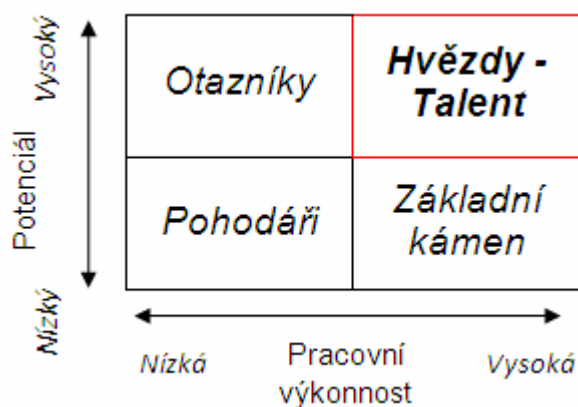 Vysoký
Potenciál
Nízký
Otazníky
Hvězdy -
Talent
Pohodáři
Základní
kámen
Nízká
Pracovní
výkonnost
Vysoká